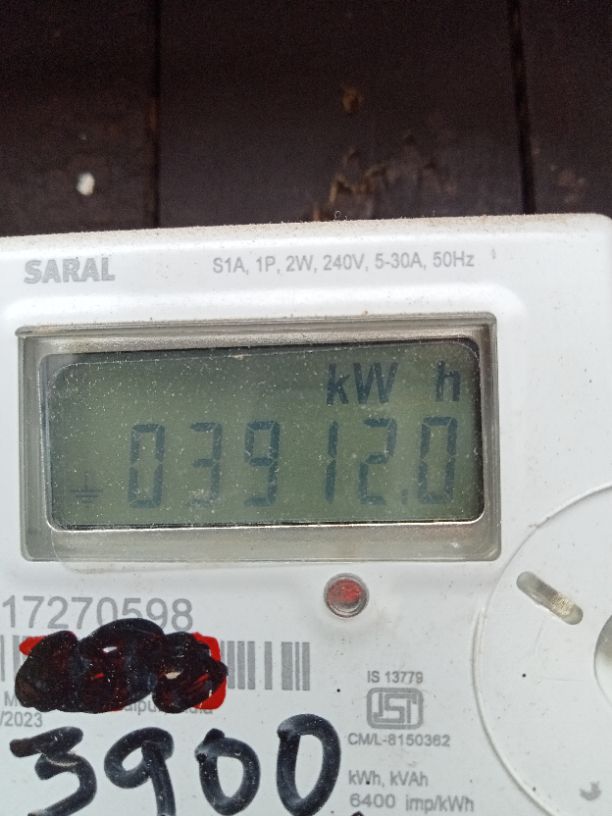 SARAL
S1A, 1P, 2W, 240V, 5-30A, 50Hz
kW h
03912.0
17270598
IS 13779
ISI
CM/L-8150362
/2023
3900
kWh, kVAh
6400 imp/kWh